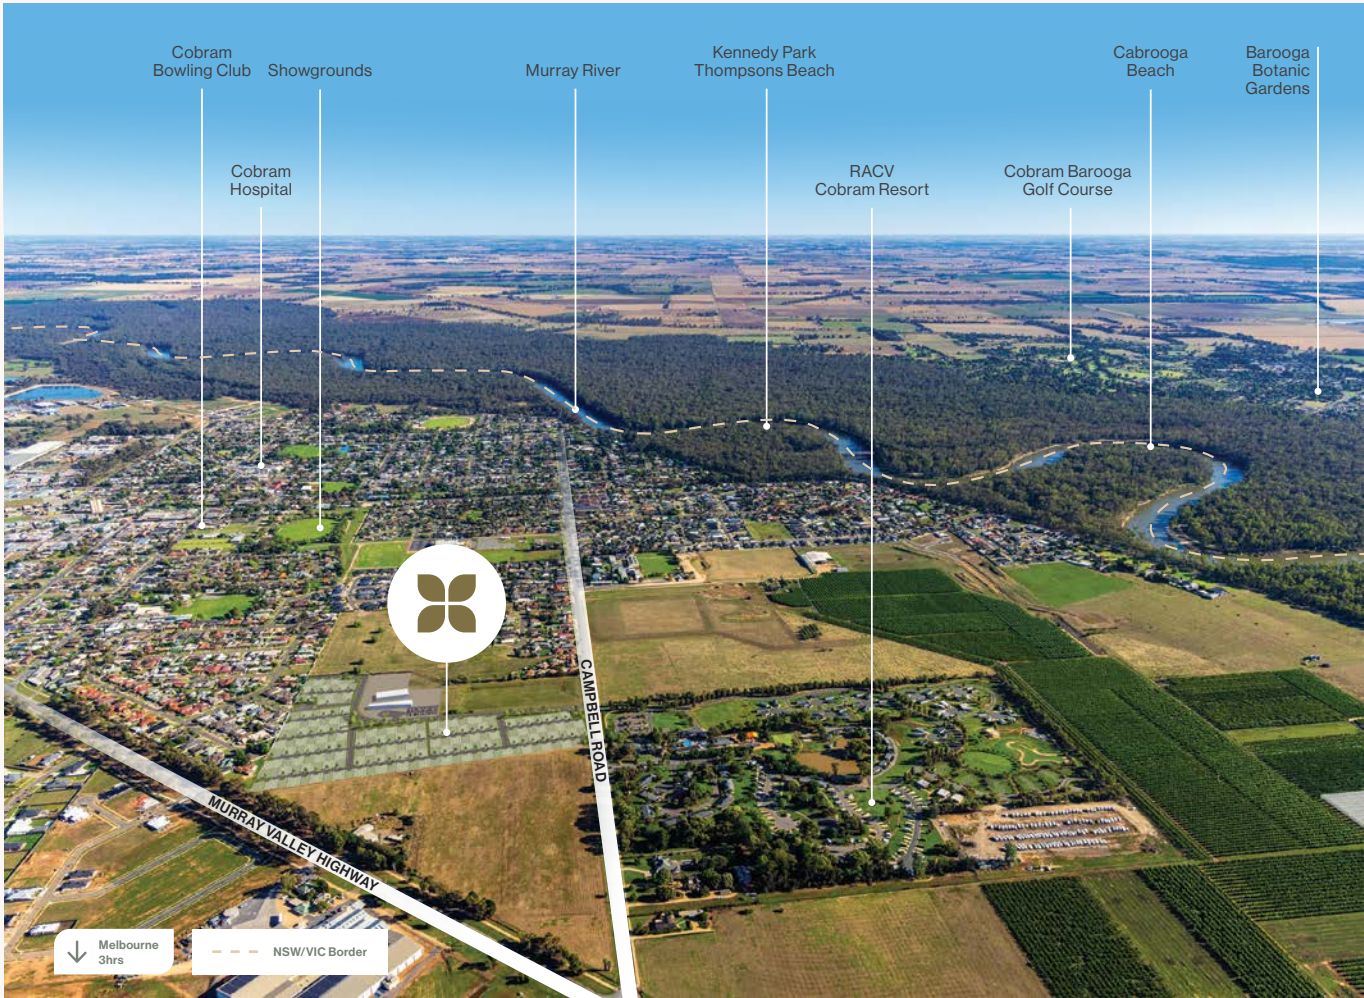 Cobram
Bowling Club
Showgrounds
Murray River
Kennedy Park
Thompsons Beach
Cabrooga
Beach
Barooga
Botanic
Gardens
Cobram
Hospital
RACV
Cobram Resort
Cobram Barooga
Golf Course
CAMPBELL ROAD
MURRAY VALLEY HIGHWAY
Melbourne
3hrs
NSW/VIC Border